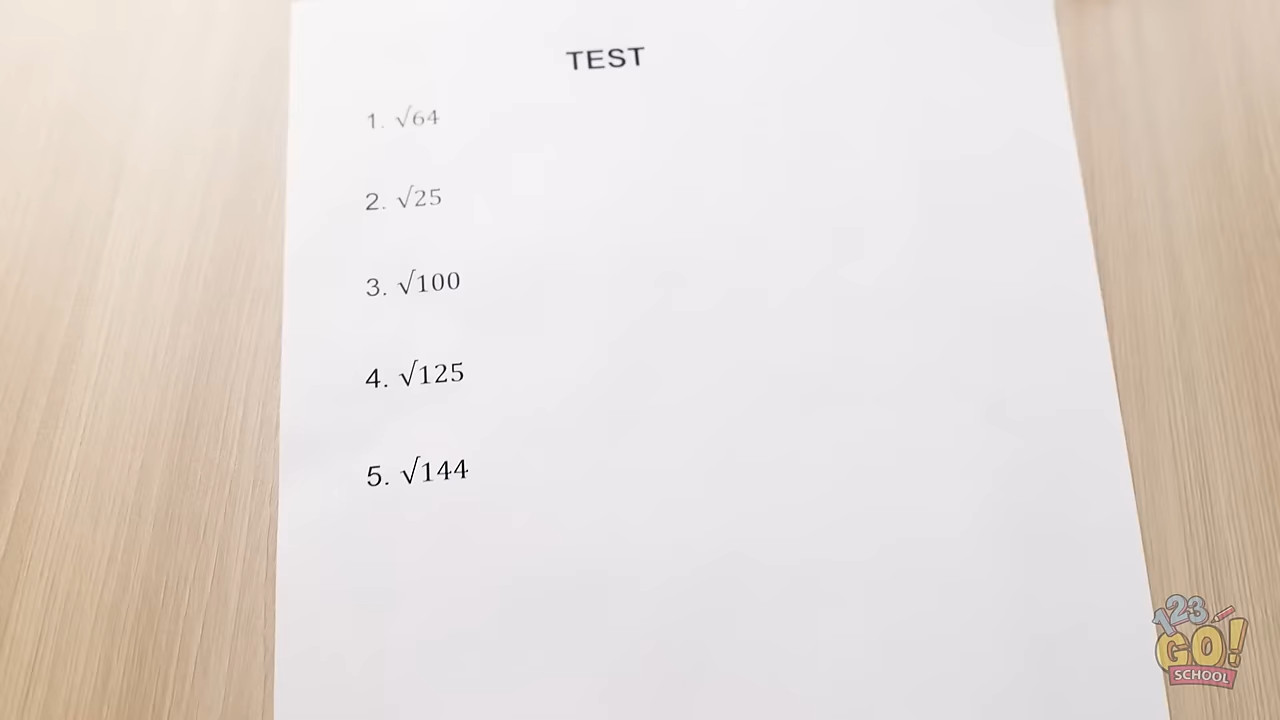 TEST
1. √64
2. √25
3. √100
4. √125
5. √144
123
GO!
SCHOOL